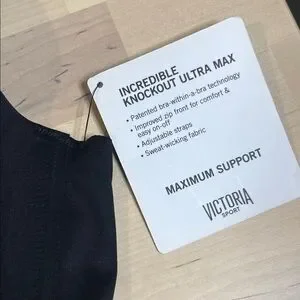 INCREDIBLE
KNOCKOUT ULTRA MAX
• Patented bra-within-a-bra technology
• Improved zip front for comfort &
easy on-off
• Adjustable straps
• Sweat-wicking fabric
MAXIMUM SUPPORT
VICTORIA
SPORT